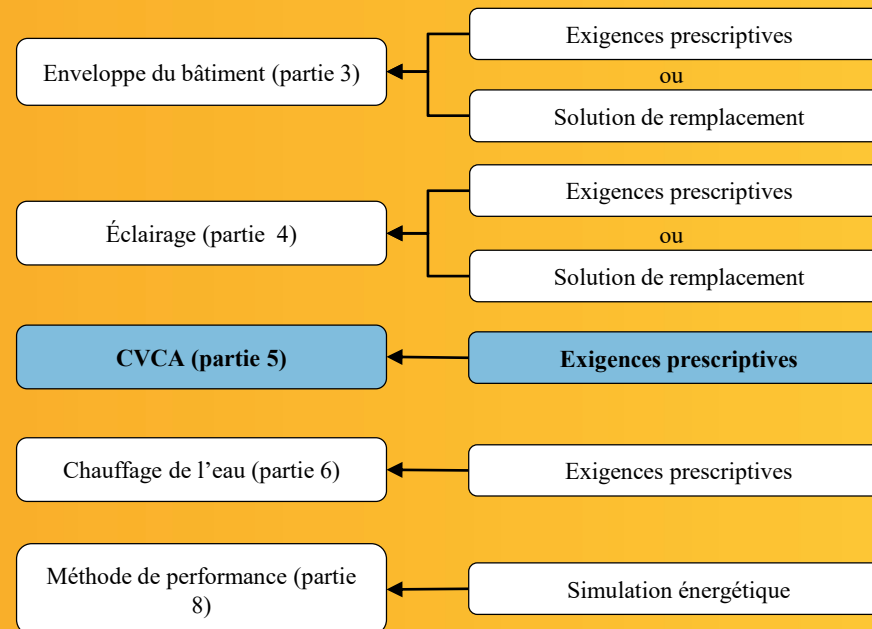 Exigences prescriptives
Enveloppe du bâtiment (partie 3)
ou
Solution de remplacement
Exigences prescriptives
Éclairage (partie 4)
ou
Solution de remplacement
CVCA (partie 5)
Exigences prescriptives
Chauffage de l’eau (partie 6)
Exigences prescriptives
Méthode de performance (partie
8)
Simulation énergétique